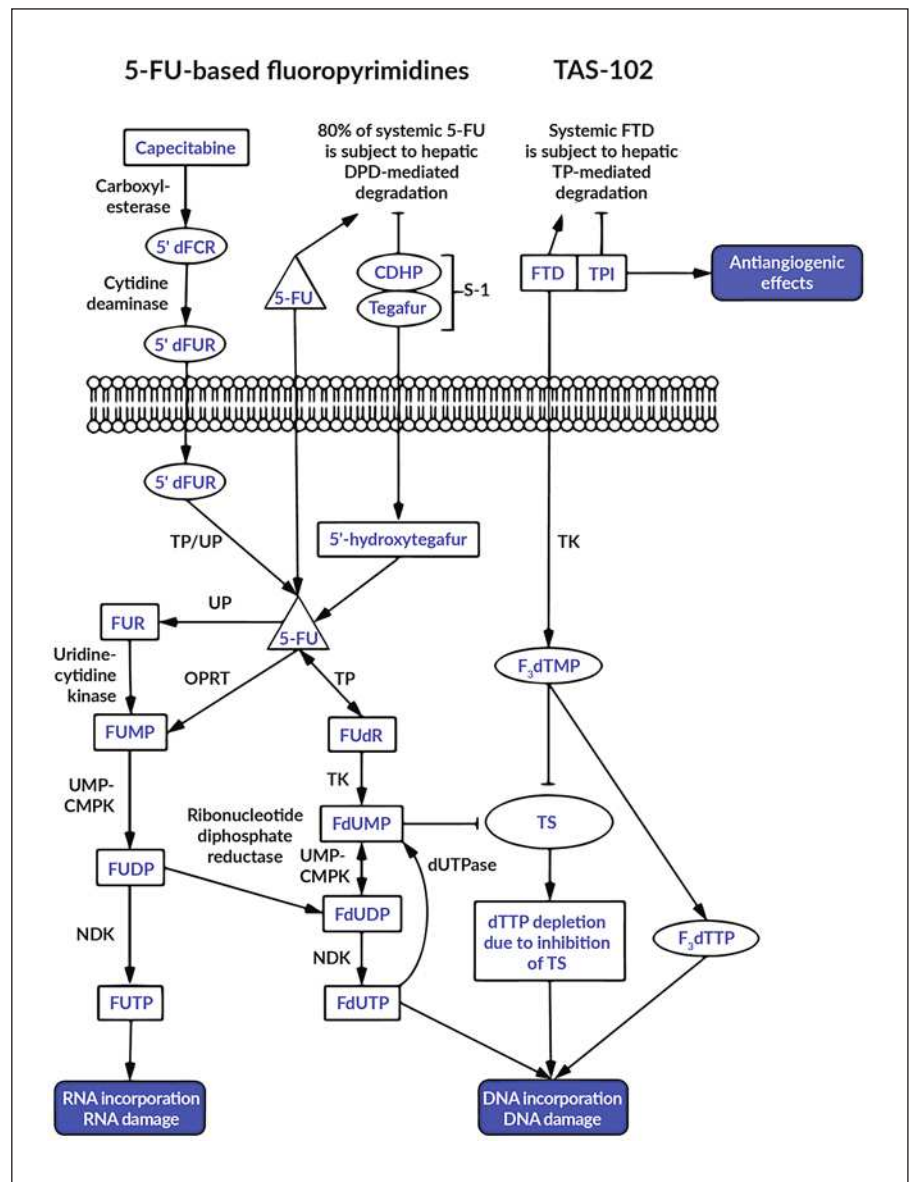 5-FU-based fluoropyrimidines
TAS-102
80% of systemic 5-FU
is subject to hepatic
DPD-mediated
degradation
Systemic FTD
is subject to hepatic
TP-mediated
degradation
Capecitabine
Carboxyl-
esterase
5' dFCR
Cytidine
deaminase
5' dFUR
5-FU
CDHP
Tegafur
S-1
FTD
TPI
Antiangiogenic
effects
5' dFUR
TP/UP
5'-hydroxytegafur
TK
UP
FUR
5-FU
Uridine-
cytidine
kinase
OPRT
TP
F₃dTMP
FUMP
FUdR
TK
UMP-
CMPK
Ribonucleotide
diphosphate
reductase
FdUMP
TS
UMP-
CMPK
dUTPase
FUDP
FdUDP
dTTP depletion
due to inhibition
of TS
F₃dTTP
NDK
NDK
FUTP
FdUTP
RNA incorporation
RNA damage
DNA incorporation
DNA damage